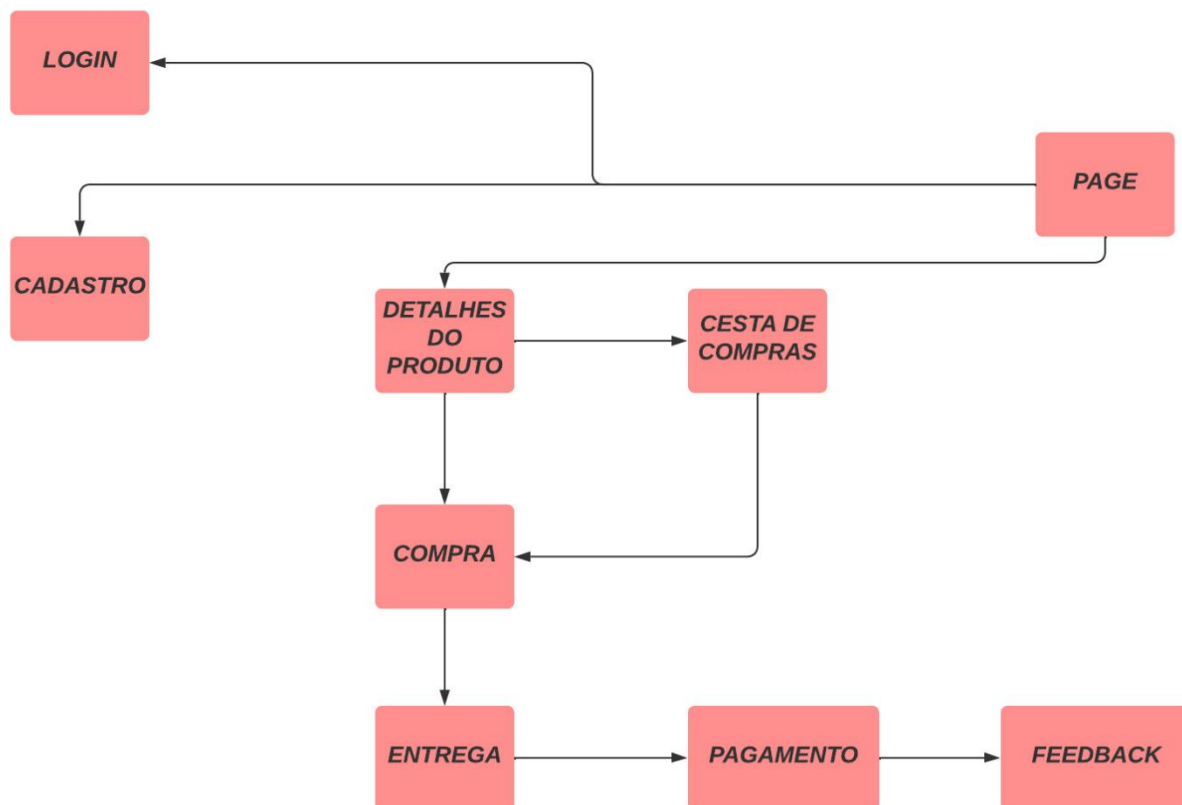 LOGIN
PAGE
CADASTRO
DETALHES
DO
PRODUTO
CESTA DE
COMPRAS
COMPRA
ENTREGA
PAGAMENTO
FEEDBACK